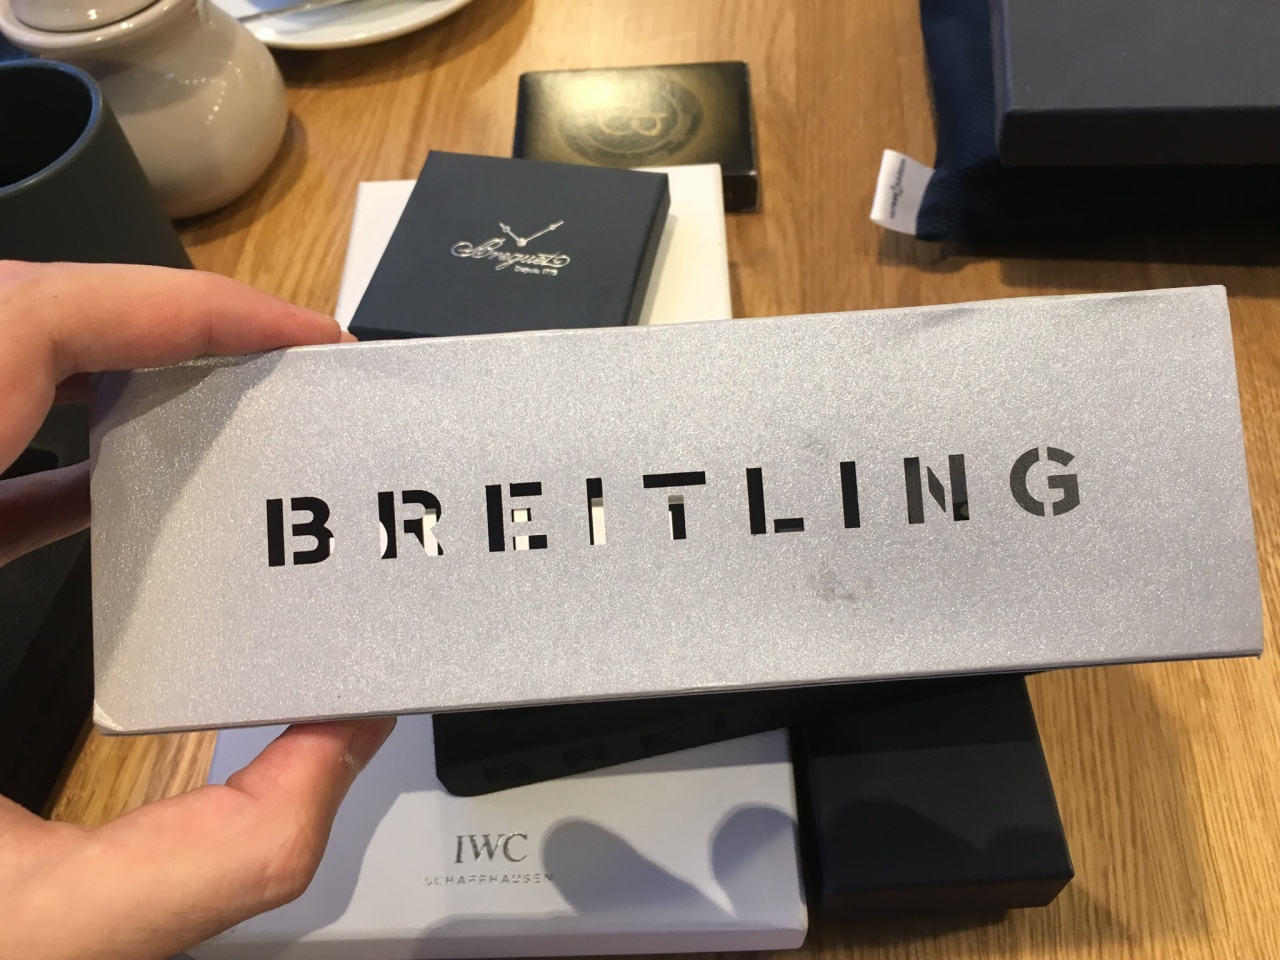 Breguet
Depuis 1775
BREITLING
IWC
SCHAFFHAUSEN